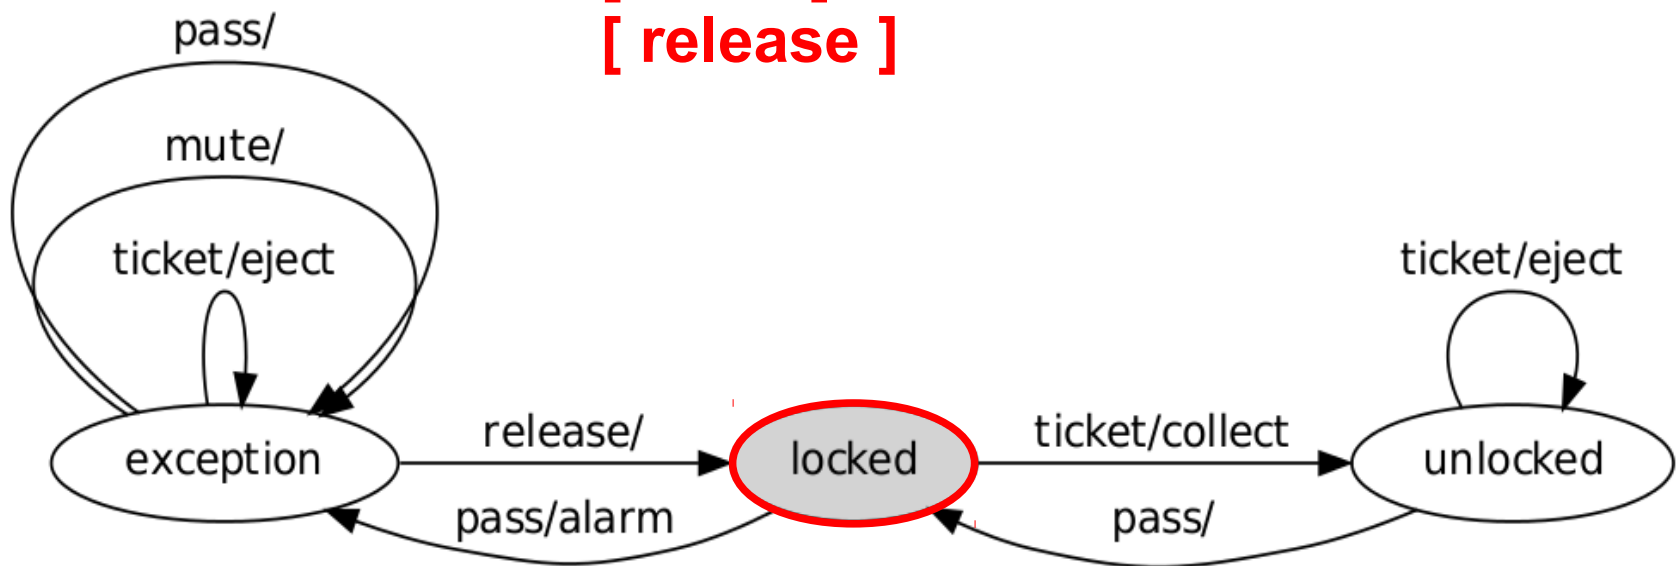 [ release ]
pass/
mute/
ticket/eject
ticket/eject
release/
ticket/collect
exception
locked
unlocked
pass/alarm
pass/